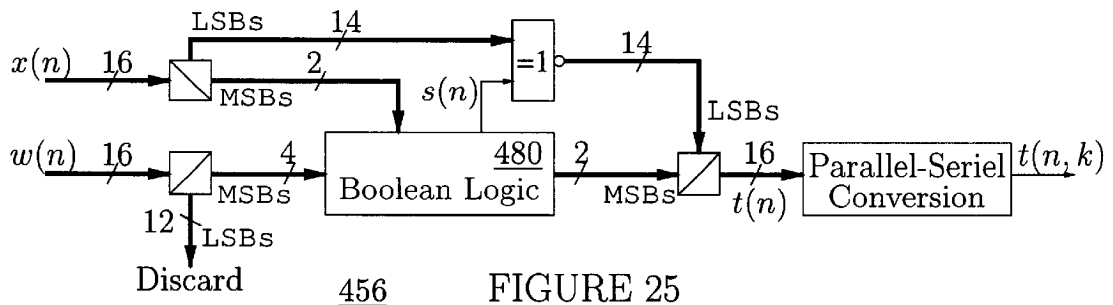 LSBs 14
x(n) 16 2 =1 14
MSBs s(n)
LSBs
w(n) 16 4 480 2 16 Parallel-Seriel t(n, k)
MSBs Boolean Logic MSBs t(n) Conversion
12 LSBs
Discard
456 FIGURE 25